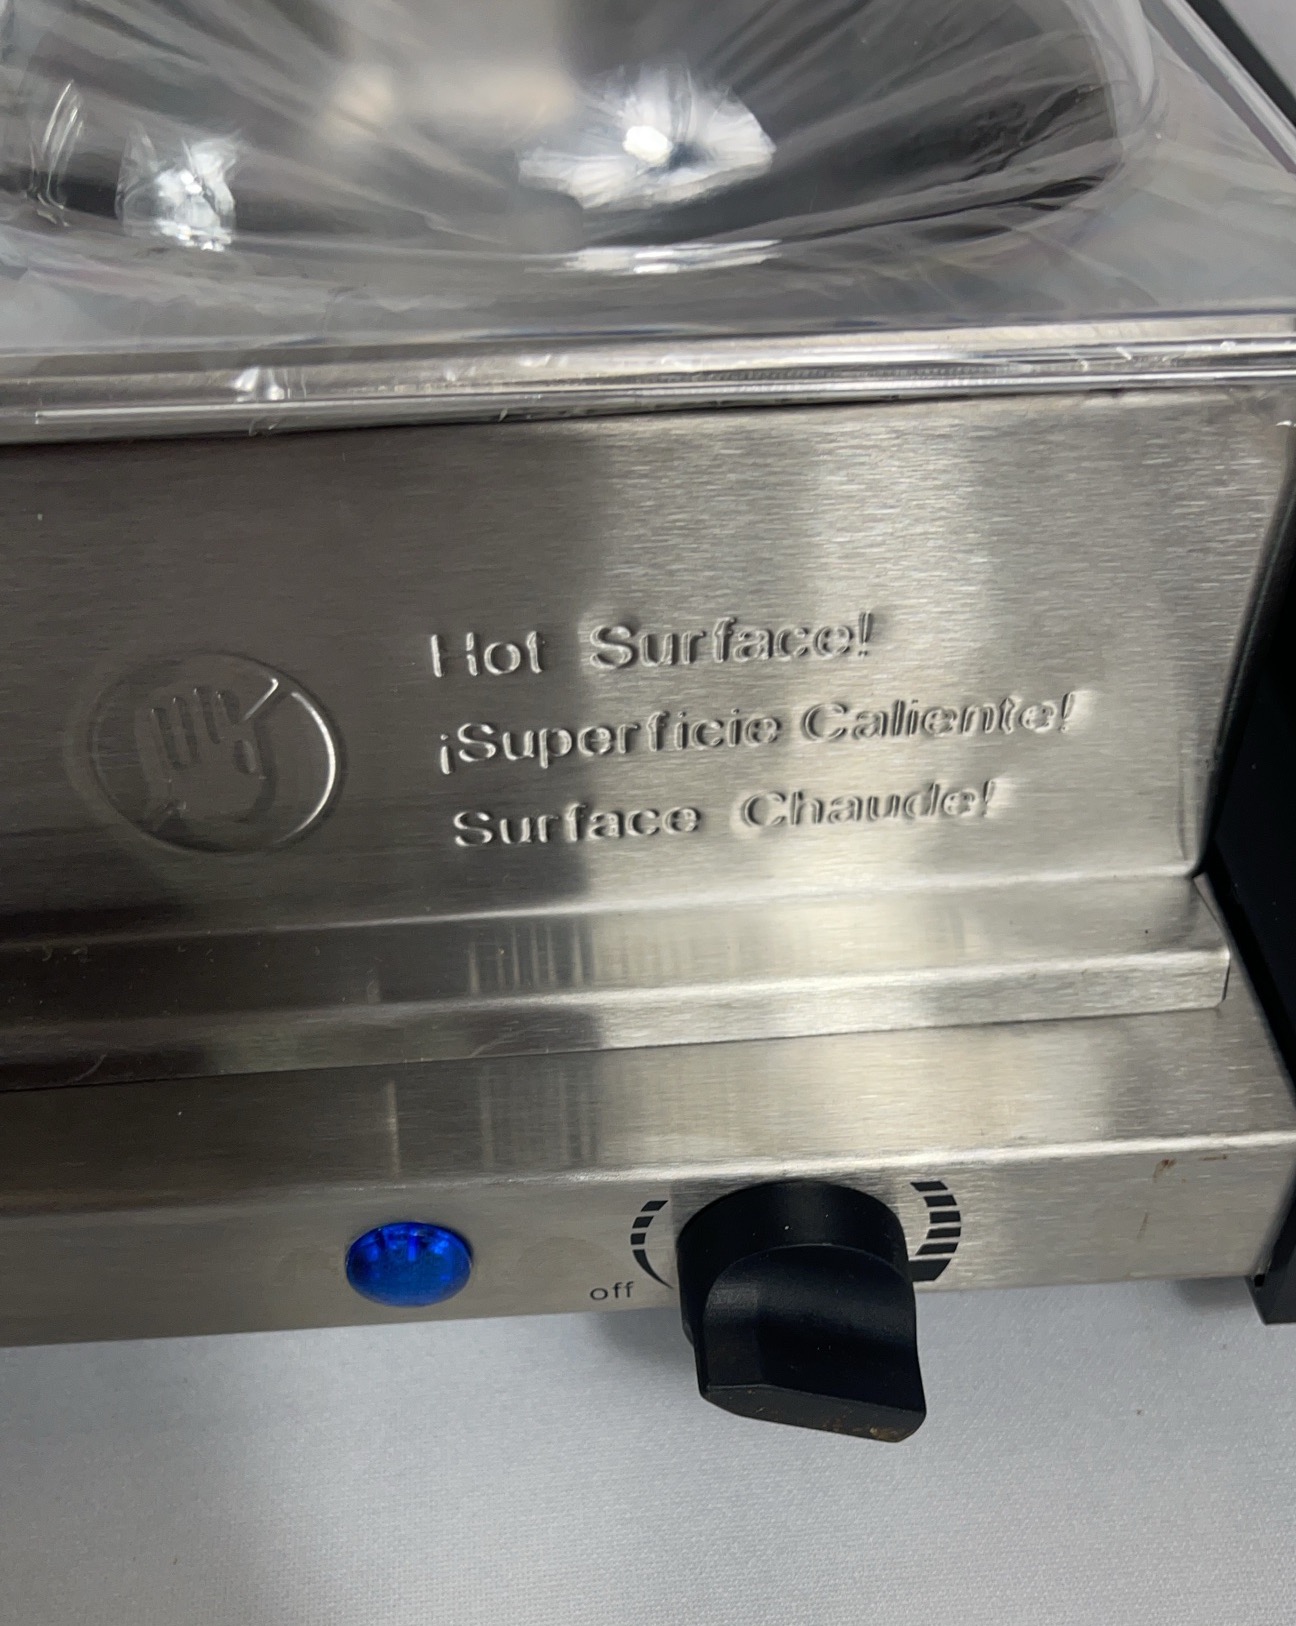 Hot Surface!
¡Superficie Caliente!
Surface Chaude!
off